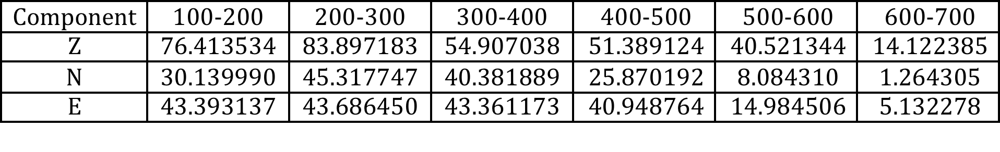 Component 100-200 200-300 300-400 400-500 500-600 600-700
Z 76.413534 83.897183 54.907038 51.389124 40.521344 14.122385
N 30.139990 45.317747 40.381889 25.870192 8.084310 1.264305
E 43.393137 43.686450 43.361173 40.948764 14.984506 5.132278